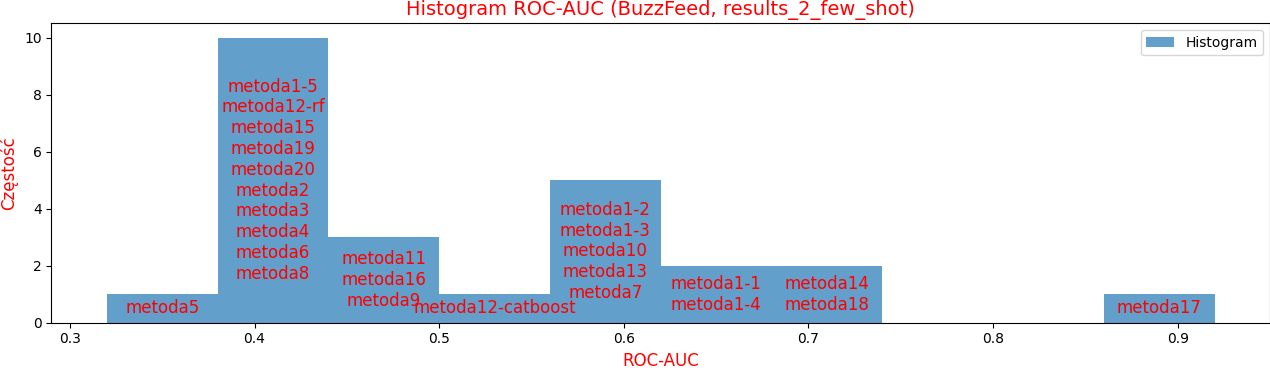 Histogram ROC-AUC (BuzzFeed, results_2_few_shot)
Histogram
Częstość
10
8
6
4
2
0
metoda5
metoda1-5
metoda12-rf
metoda15
metoda19
metoda20
metoda2
metoda3
metoda4
metoda6
metoda8
metoda11
metoda16
metoda9
metoda12-catboost
metoda1-2
metoda1-3
metoda10
metoda13
metoda7
metoda1-1
metoda1-4
metoda14
metoda18
metoda17
0.3 0.4 0.5 0.6 0.7 0.8 0.9
ROC-AUC